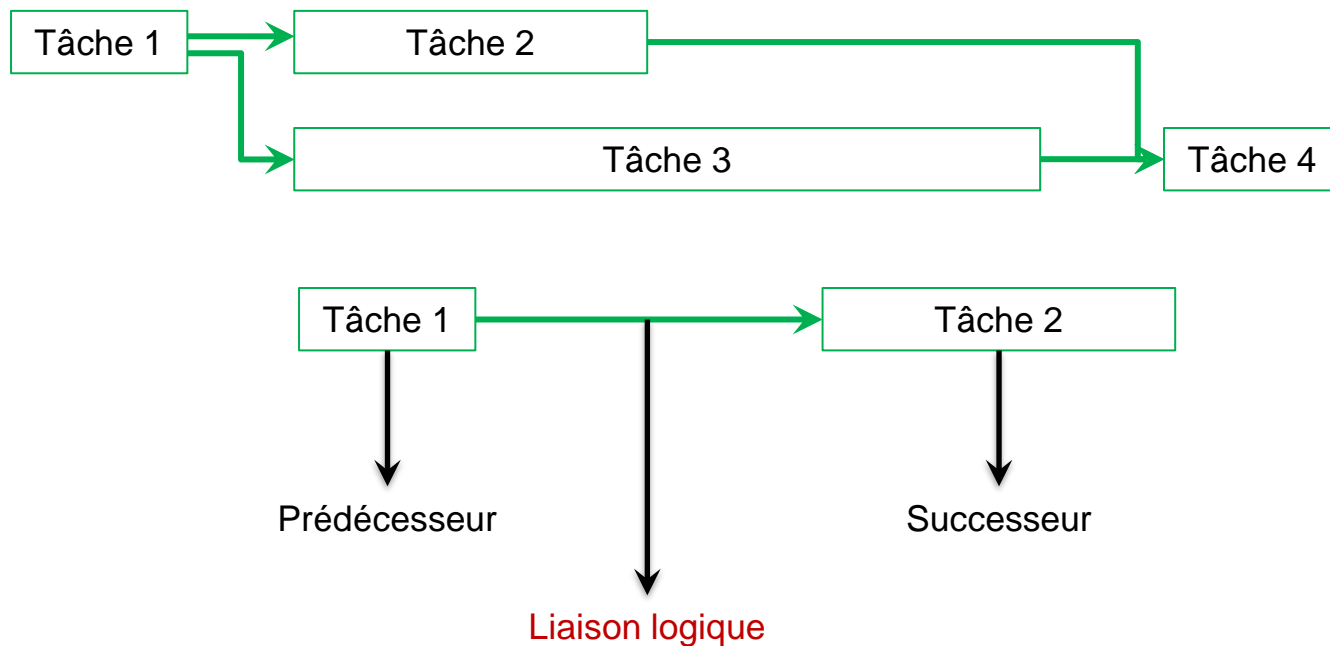 Tâche 1
Tâche 2
Tâche 3
Tâche 4
Tâche 1
Tâche 2
Prédécesseur
Successeur
Liaison logique